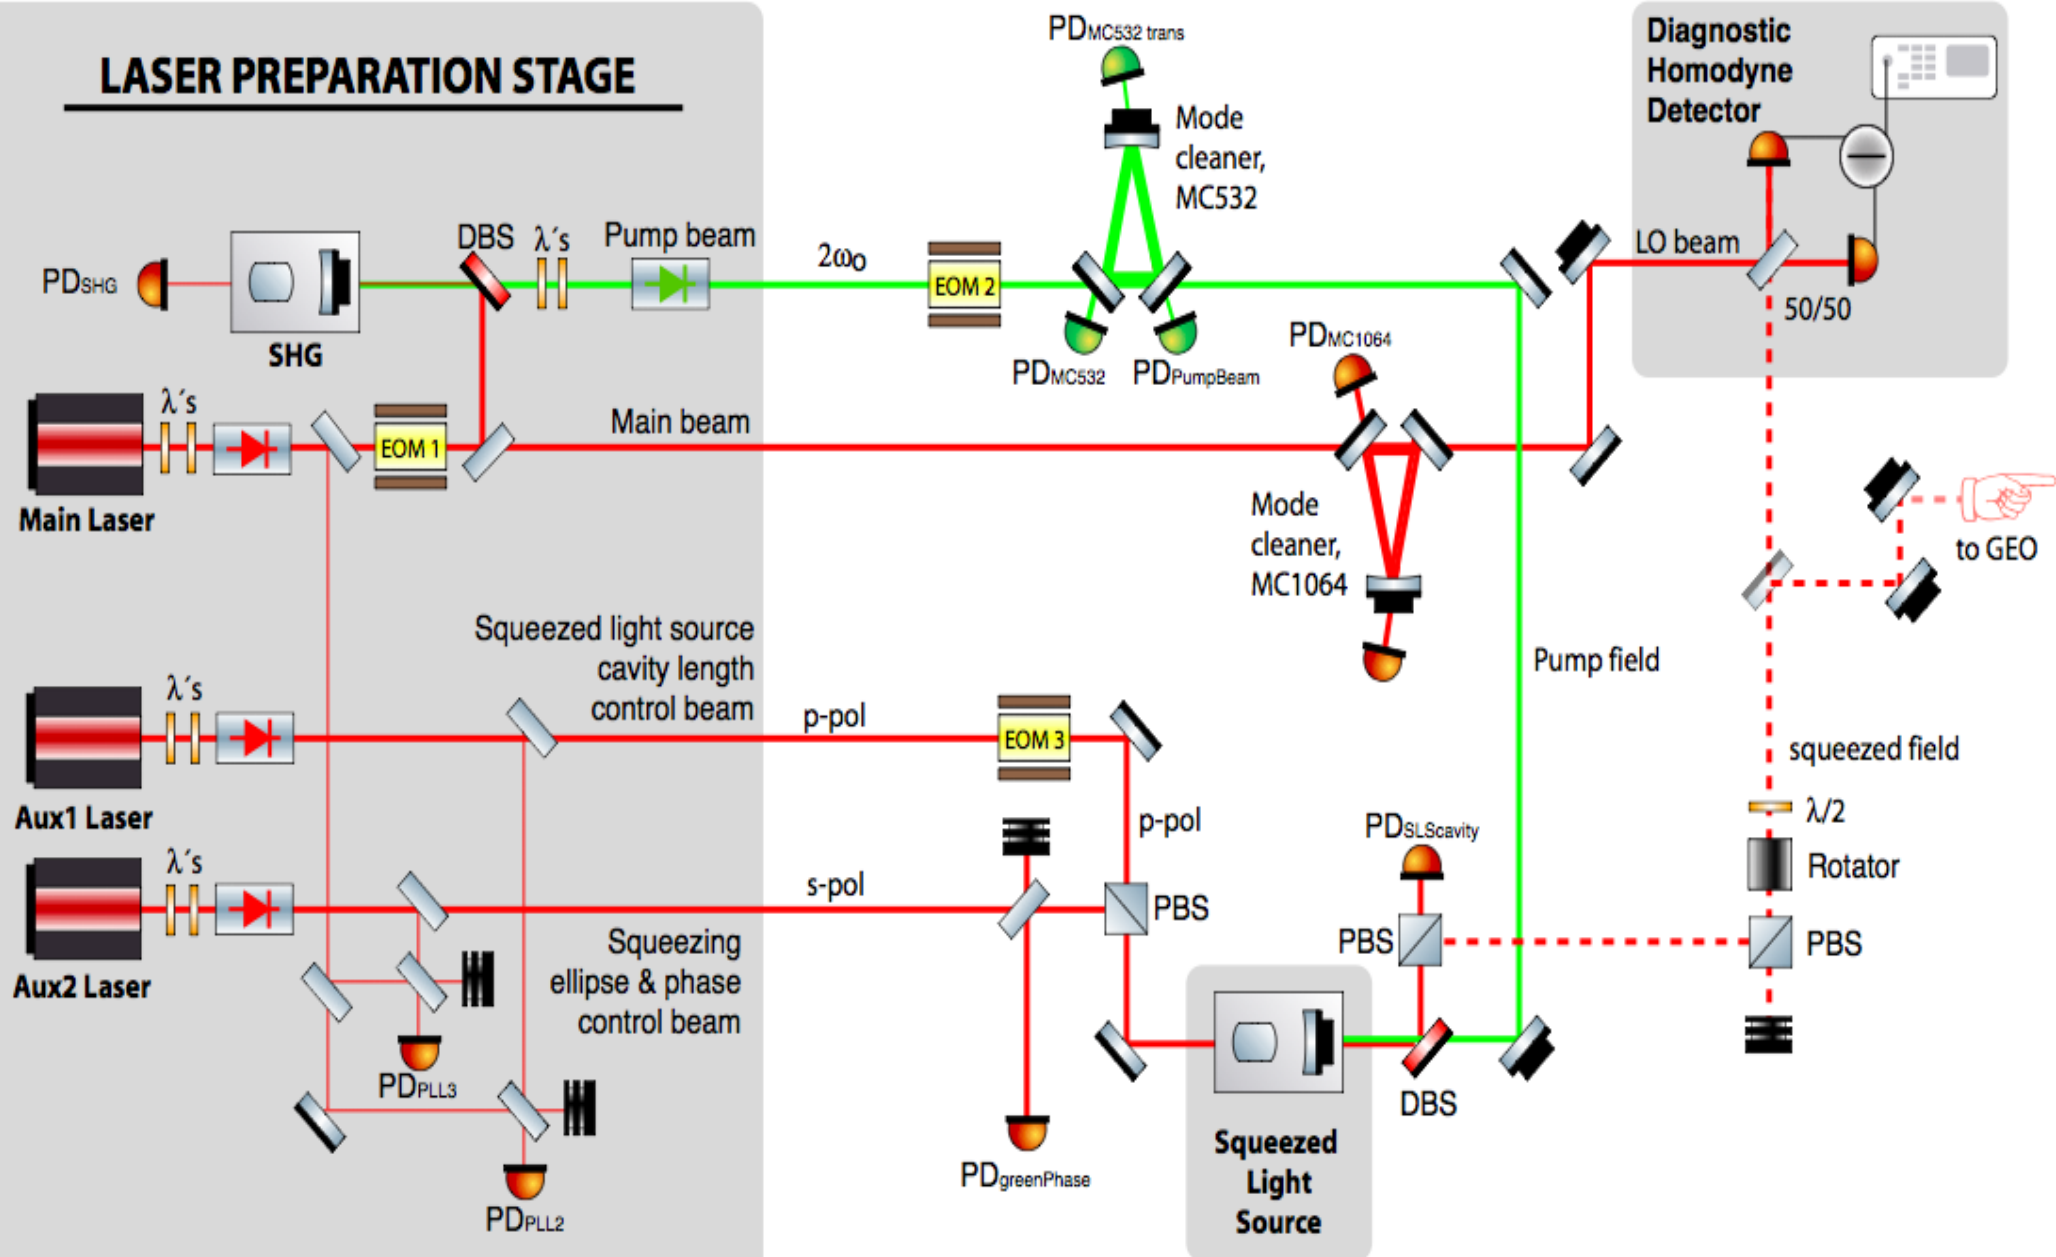 LASER PREPARATION STAGE
PDMC532 trans
Mode
cleaner,
MC532
Diagnostic
Homodyne
Detector
DBS
λ´s
Pump beam
2ωo
EOM 2
PDSHG
SHG
PDMC532
PDPumpBeam
LO beam
50/50
PDMC1064
λ´s
EOM 1
Main beam
Main Laser
Mode
cleaner,
MC1064
to GEO
Squeezed light source
cavity length
control beam
Pump field
λ´s
p-pol
EOM 3
Aux1 Laser
squeezed field
λ/2
p-pol
PDSLScavity
Rotator
λ´s
s-pol
PBS
PBS
PBS
Aux2 Laser
Squeezing
ellipse & phase
control beam
PDPLL3
DBS
PDgreenPhase
Squeezed
Light
Source
PDPLL2